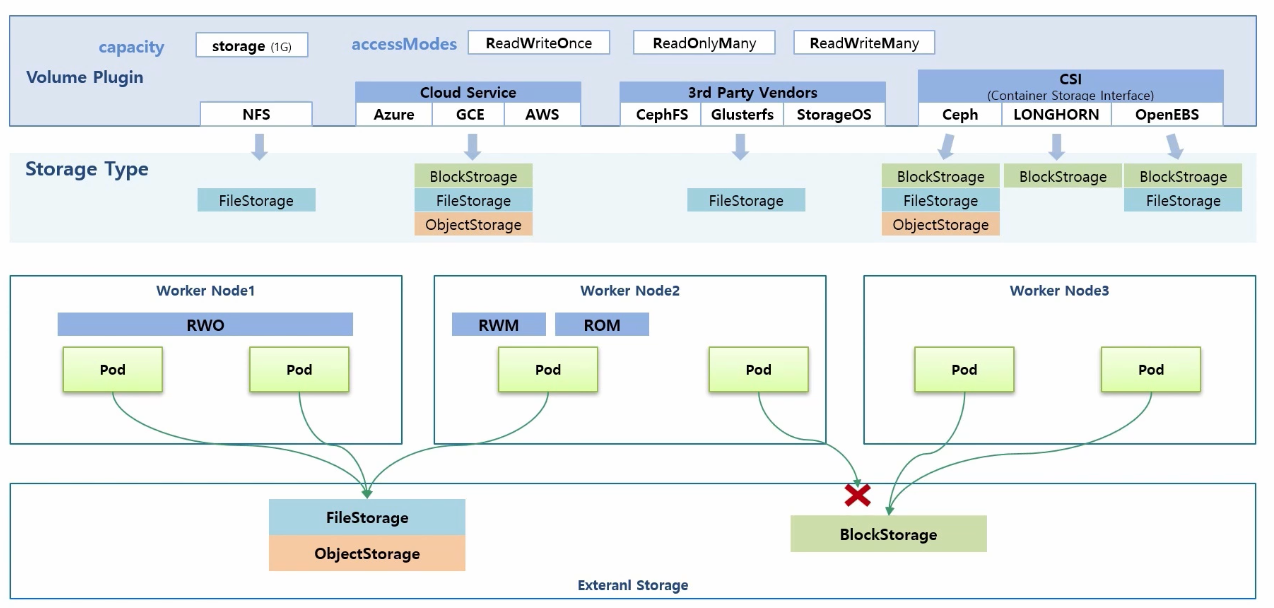 capacity
storage (1G)
accessModes
ReadWriteOnce
ReadOnlyMany
ReadWriteMany
Volume Plugin
NFS
Cloud Service
Azure GCE AWS
3rd Party Vendors
CephFS Glusterfs StorageOS
CSI
(Container Storage Interface)
Ceph LONGHORN OpenEBS
Storage Type
FileStorage
BlockStroage
FileStorage
ObjectStorage
FileStorage
BlockStroage
FileStorage
ObjectStorage
BlockStroage
BlockStroage
FileStorage
Worker Node1
RWO
Pod
Pod
Worker Node2
RWM
ROM
Pod
Pod
Worker Node3
Pod
Pod
FileStorage
ObjectStorage
BlockStorage
Exteranl Storage